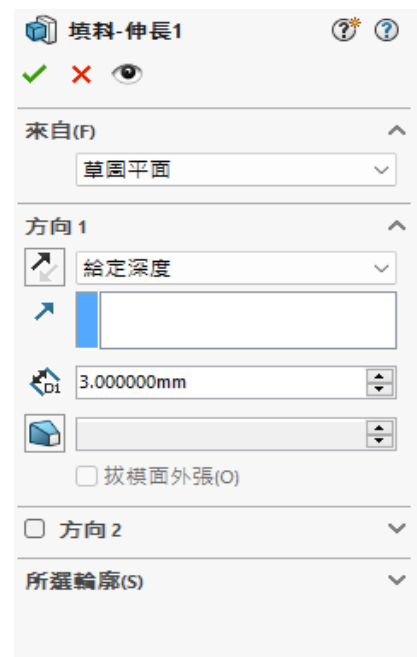 填料-伸長1
來自(F)
草圖平面
方向 1
給定深度
D1
3.000000mm
拔模面外張(O)
方向 2
所選輪廓(S)